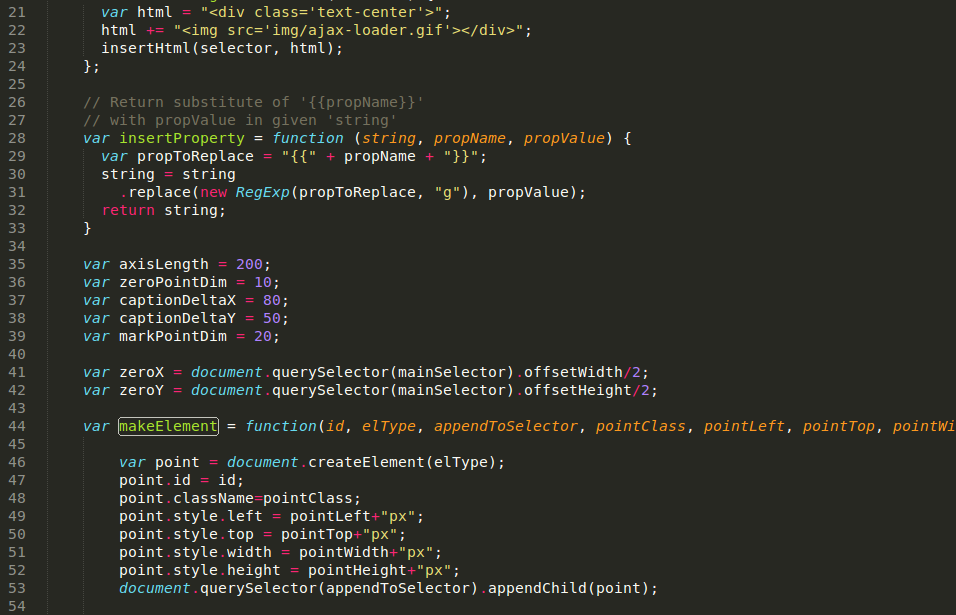 21 var html = "<div class='text-center'>";
22 html += "<img src='img/ajax-loader.gif'></div>";
23 insertHtml(selector, html);
24 };
25
26 // Return substitute of '{{propName}}'
27 // with propValue in given 'string'
28 var insertProperty = function (string, propName, propValue) {
29 var propToReplace = "{{" + propName + "}}";
30 string = string
31 .replace(new RegExp(propToReplace, "g"), propValue);
32 return string;
33 }
34
35 var axisLength = 200;
36 var zeroPointDim = 10;
37 var captionDeltaX = 80;
38 var captionDeltaY = 50;
39 var markPointDim = 20;
40
41 var zeroX = document.querySelector(mainSelector).offsetWidth/2;
42 var zeroY = document.querySelector(mainSelector).offsetHeight/2;
43
44 var makeElement = function(id, elType, appendToSelector, pointClass, pointLeft, pointTop, pointWi
45
46 var point = document.createElement(elType);
47 point.id = id;
48 point.className=pointClass;
49 point.style.left = pointLeft+"px";
50 point.style.top = pointTop+"px";
51 point.style.width = pointWidth+"px";
52 point.style.height = pointHeight+"px";
53 document.querySelector(appendToSelector).appendChild(point);
54